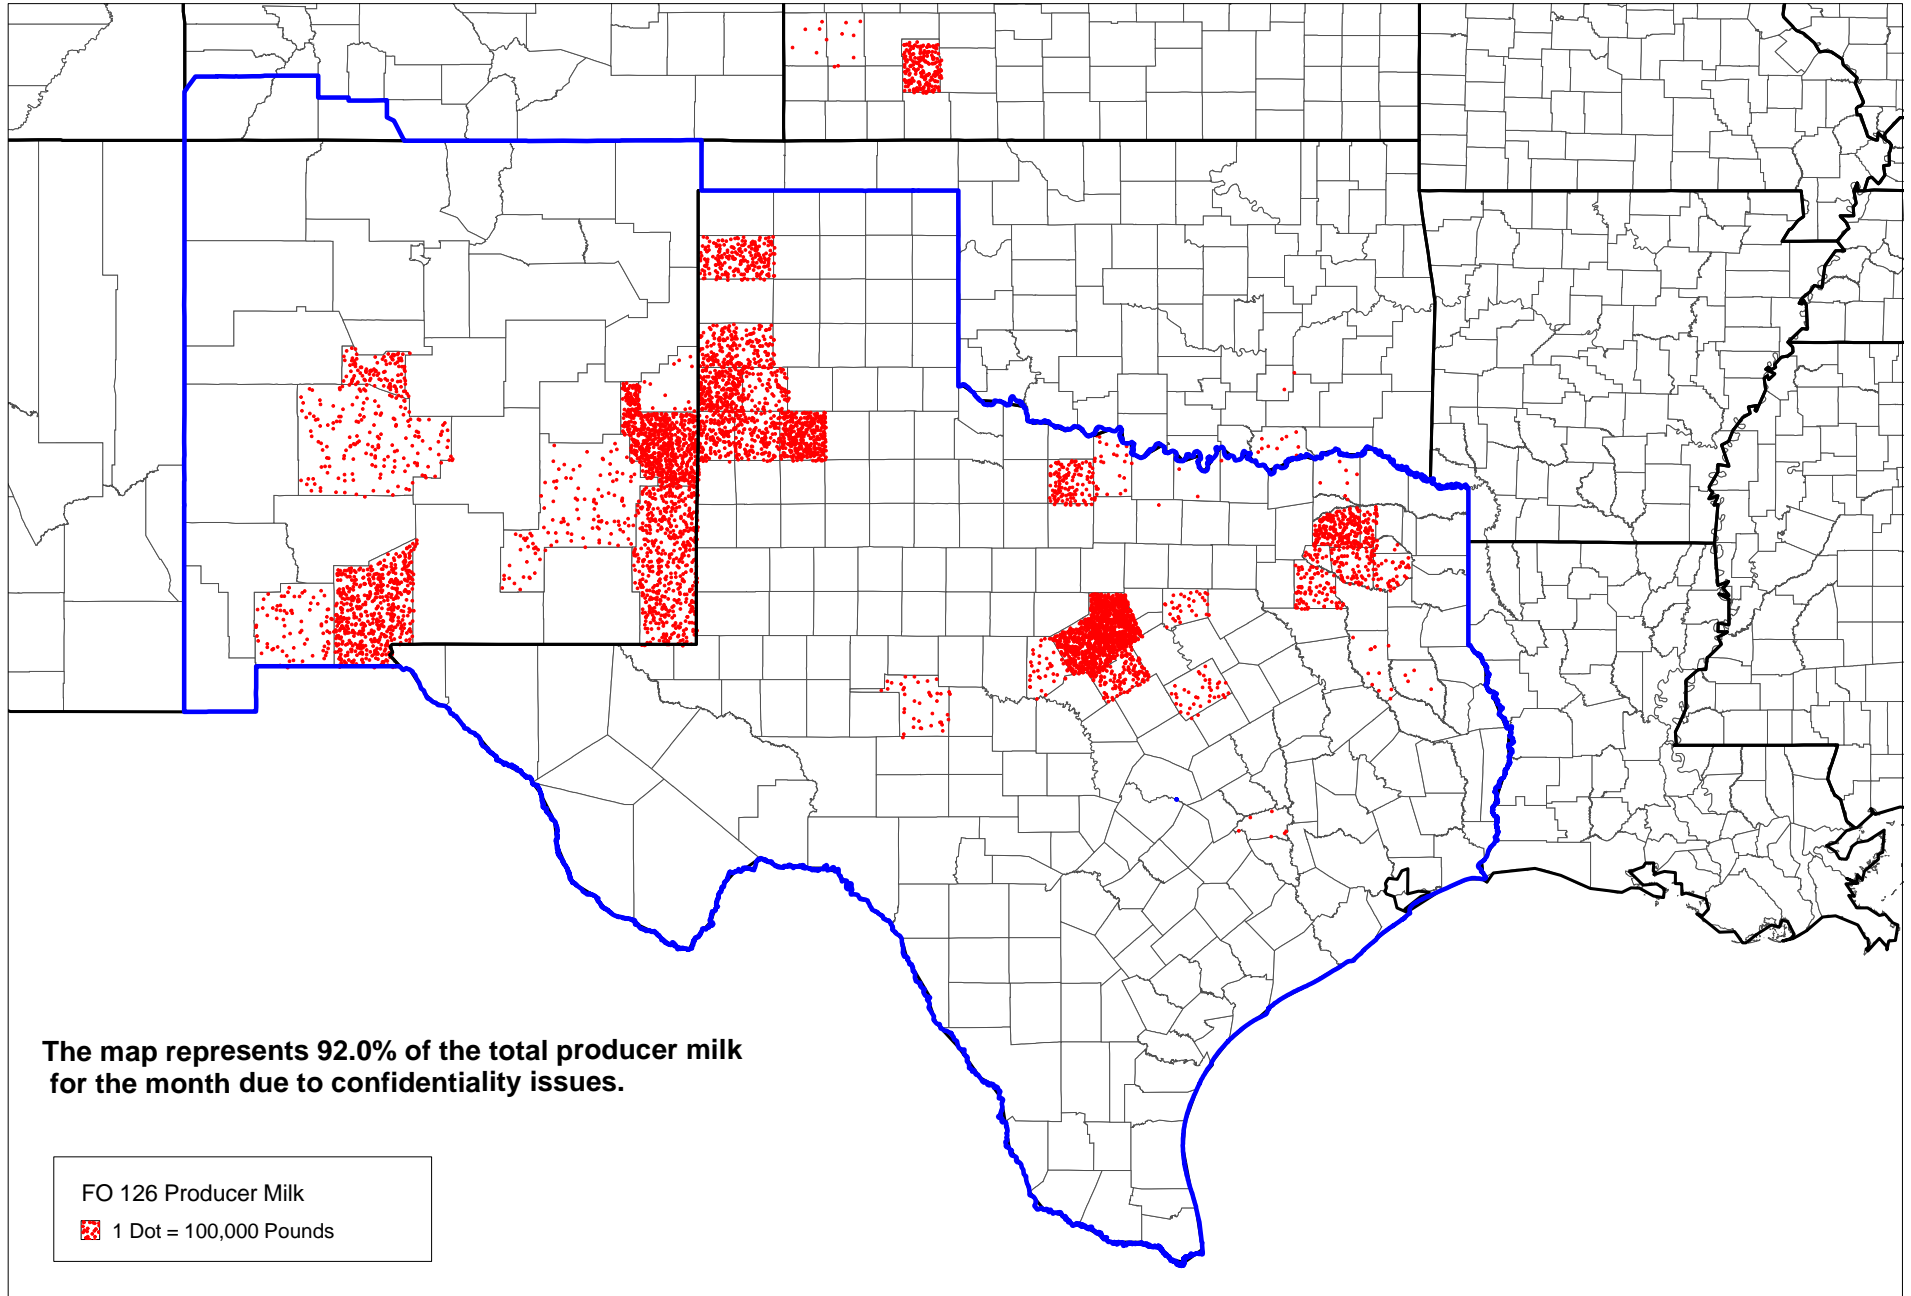 The map represents 92.0% of the total producer milk
for the month due to confidentiality issues.
FO 126 Producer Milk
1 Dot = 100,000 Pounds